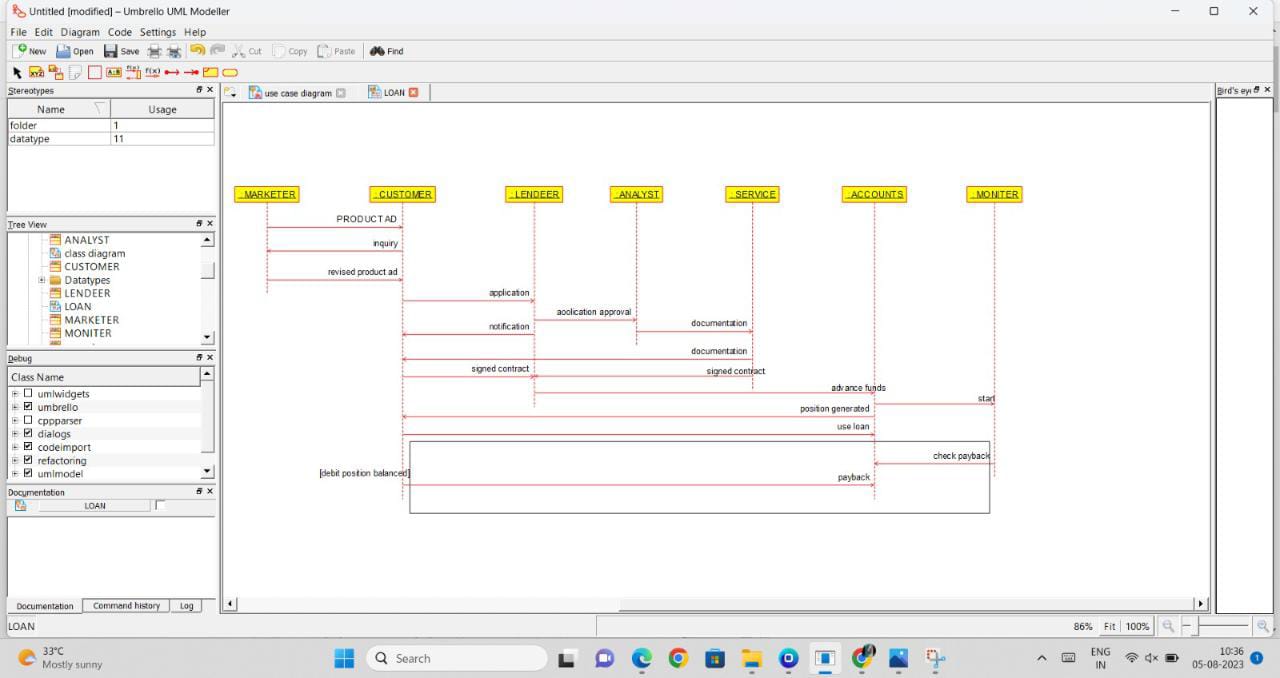 Untitled [modified] – Umbrello UML Modeller
File Edit Diagram Code Settings Help
New Open Save Cut Copy Paste Find
Stereotypes
use case diagram LOAN
Name Usage
folder 1
datatype 11
Tree View
ANALYST
class diagram
CUSTOMER
Datatypes
LENDEER
LOAN
MARKETER
MONITER
Debug
Class Name
umlwidgets
umbrello
cppparser
dialogs
codeimport
refactoring
umlmodel
Documentation
LOAN
Documentation Command history Log
LOAN
Bird's ey
: MARKETER : CUSTOMER : LENDEER : ANALYST : SERVICE : ACCOUNTS : MONITER
PRODUCT AD
inquiry
revised product ad
application
aoolication approval
documentation
notification
documentation
signed contract signed contract
advance funds
start
position generated
use loan
check payback
[debit position balanced]
payback
86% Fit 100%
33°C
Mostly sunny
Search
ENG
IN
10:36
05-08-2023
1